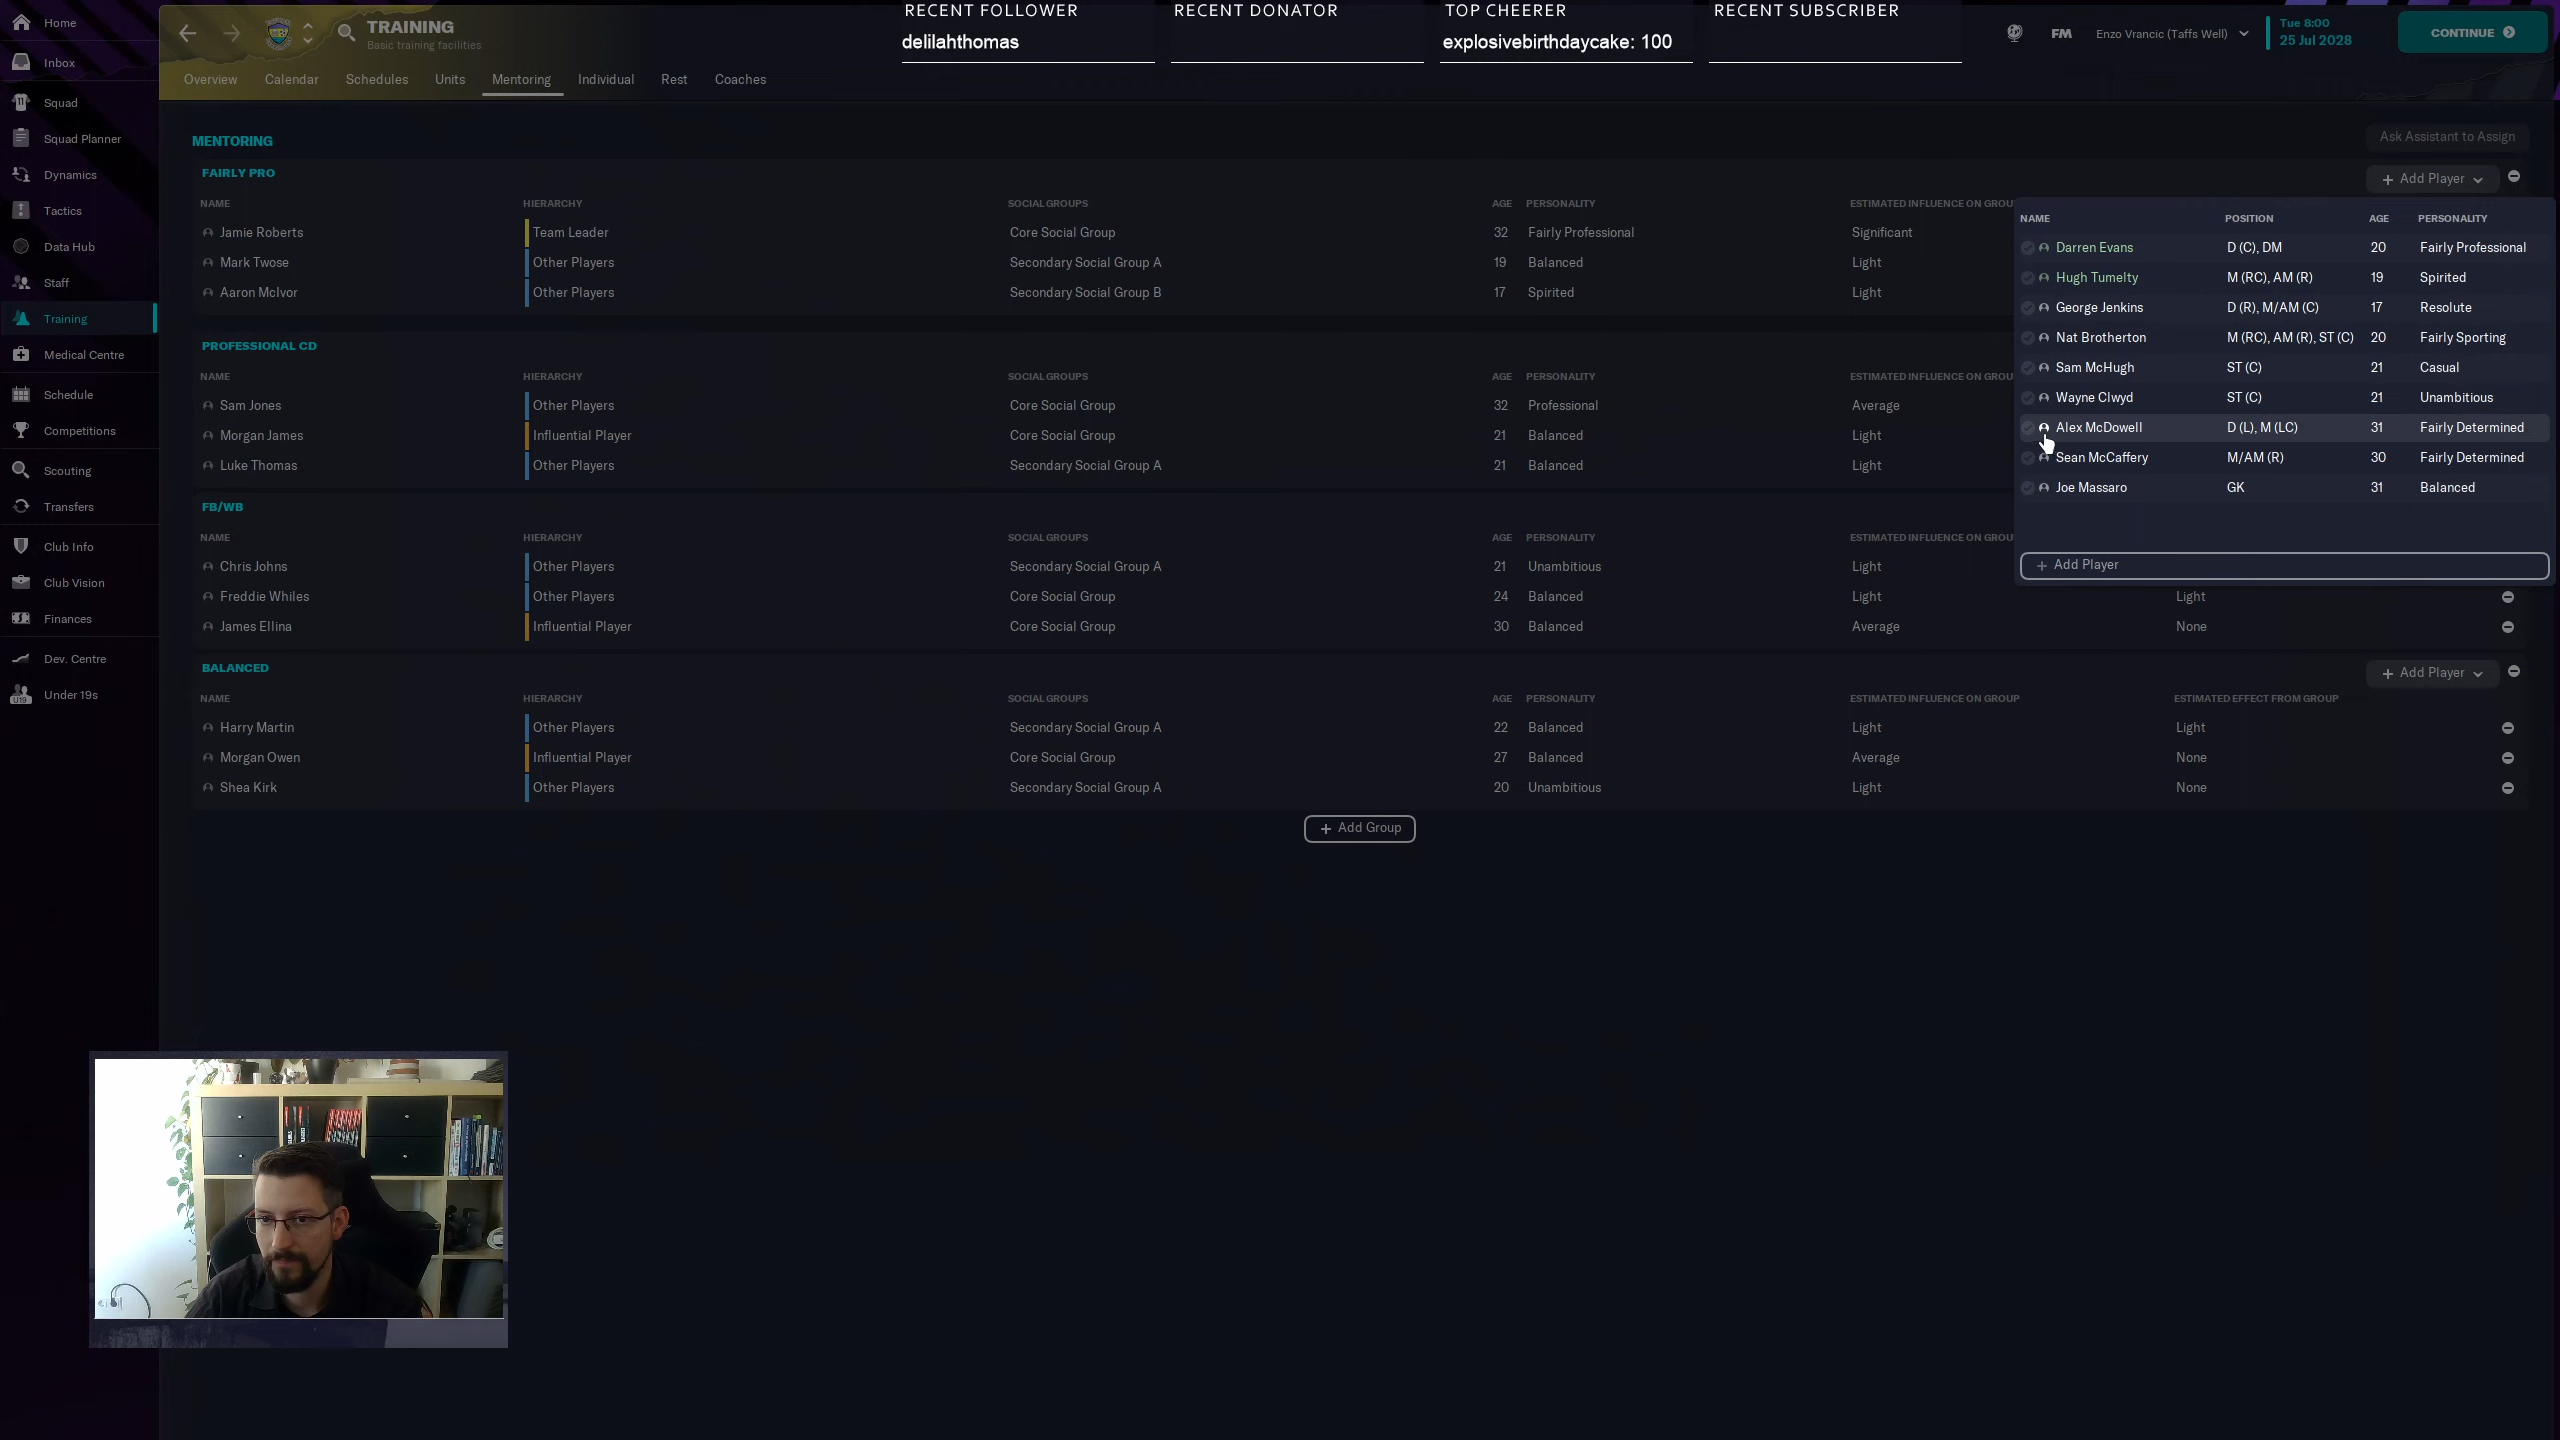 RECENT FOLLOWER
delilahthomas
RECENT DONATOR
TOP CHEERER
explosivebirthdaycake: 100
RECENT SUBSCRIBER
TRAINING
Basic training facilities
FM
Enzo Vrancic (Taffs Well)
Tue 8:00
25 Jul 2028
CONTINUE
Overview
Calendar
Schedules
Units
Mentoring
Individual
Rest
Coaches
Home
Inbox
Squad
Squad Planner
Dynamics
Tactics
Data Hub
Staff
Training
Medical Centre
Schedule
Competitions
Scouting
Transfers
Club Info
Club Vision
Finances
Dev. Centre
U19 Under 19s
MENTORING
Ask Assistant to Assign
FAIRLY PRO
Add Player
NAME HIERARCHY SOCIAL GROUPS AGE PERSONALITY ESTIMATED INFLUENCE ON GROU
Jamie Roberts Team Leader Core Social Group 32 Fairly Professional Significant
Mark Twose Other Players Secondary Social Group A 19 Balanced Light
Aaron McIvor Other Players Secondary Social Group B 17 Spirited Light
PROFESSIONAL CD
NAME HIERARCHY SOCIAL GROUPS AGE PERSONALITY ESTIMATED INFLUENCE ON GROU
Sam Jones Other Players Core Social Group 32 Professional Average
Morgan James Influential Player Core Social Group 21 Balanced Light
Luke Thomas Other Players Secondary Social Group A 21 Balanced Light
FB/WB
NAME HIERARCHY SOCIAL GROUPS AGE PERSONALITY ESTIMATED INFLUENCE ON GROU
Chris Johns Other Players Secondary Social Group A 21 Unambitious Light
Freddie Whiles Other Players Core Social Group 24 Balanced Light Light
James Ellina Influential Player Core Social Group 30 Balanced Average None
BALANCED
Add Player
NAME HIERARCHY SOCIAL GROUPS AGE PERSONALITY ESTIMATED INFLUENCE ON GROUP ESTIMATED EFFECT FROM GROUP
Harry Martin Other Players Secondary Social Group A 22 Balanced Light Light
Morgan Owen Influential Player Core Social Group 27 Balanced Average None
Shea Kirk Other Players Secondary Social Group A 20 Unambitious Light None
Add Group
NAME POSITION AGE PERSONALITY
Darren Evans D (C), DM 20 Fairly Professional
Hugh Tumelty M (RC), AM (R) 19 Spirited
George Jenkins D (R), M/AM (C) 17 Resolute
Nat Brotherton M (RC), AM (R), ST (C) 20 Fairly Sporting
Sam McHugh ST (C) 21 Casual
Wayne Clwyd ST (C) 21 Unambitious
Alex McDowell D (L), M (LC) 31 Fairly Determined
Sean McCaffery M/AM (R) 30 Fairly Determined
Joe Massaro GK 31 Balanced
Add Player